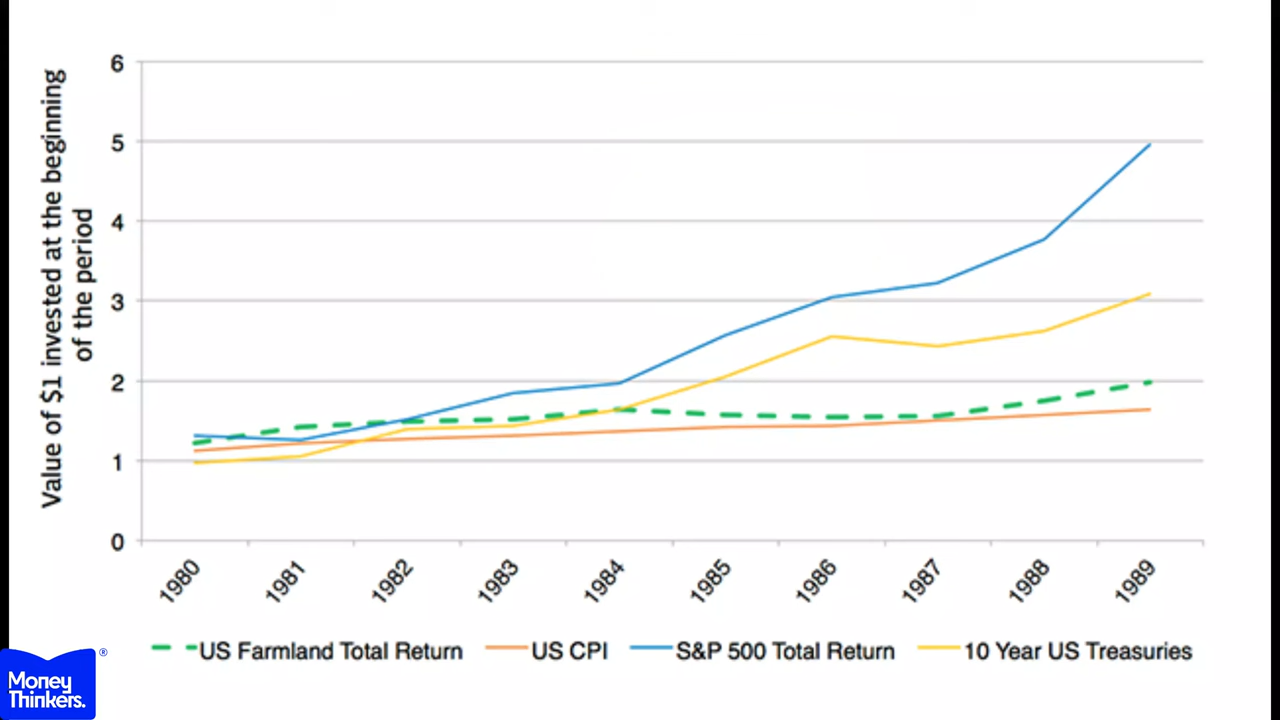 Value of $1 invested at the beginning
of the period
6
5
4
3
2
1
0
1980 1981 1982 1983 1984 1985 1986 1987 1988 1989
US Farmland Total Return US CPI S&P 500 Total Return 10 Year US Treasuries
Money
Thinkers.
®